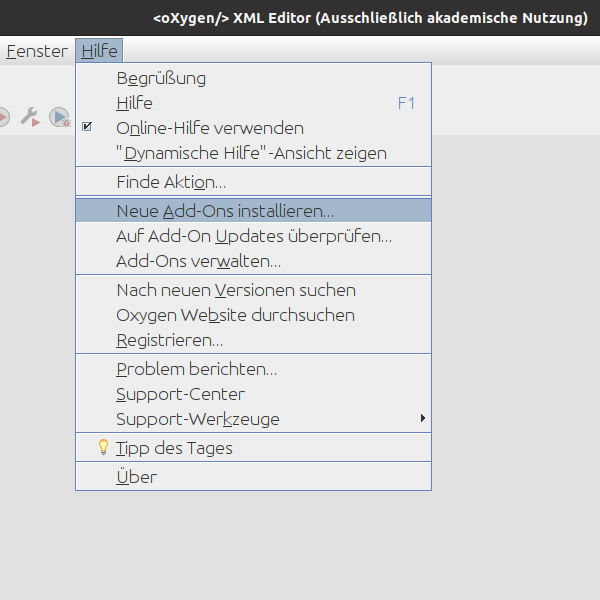 <oXygen/> XML Editor (Ausschließlich akademische Nutzung)
Fenster Hilfe
Begrüßung
Hilfe F1
Online-Hilfe verwenden
"Dynamische Hilfe"-Ansicht zeigen
Finde Aktion...
Neue Add-Ons installieren...
Auf Add-On Updates überprüfen...
Add-Ons verwalten...
Nach neuen Versionen suchen
Oxygen Website durchsuchen
Registrieren...
Problem berichten...
Support-Center
Support-Werkzeuge
Tipp des Tages
Über